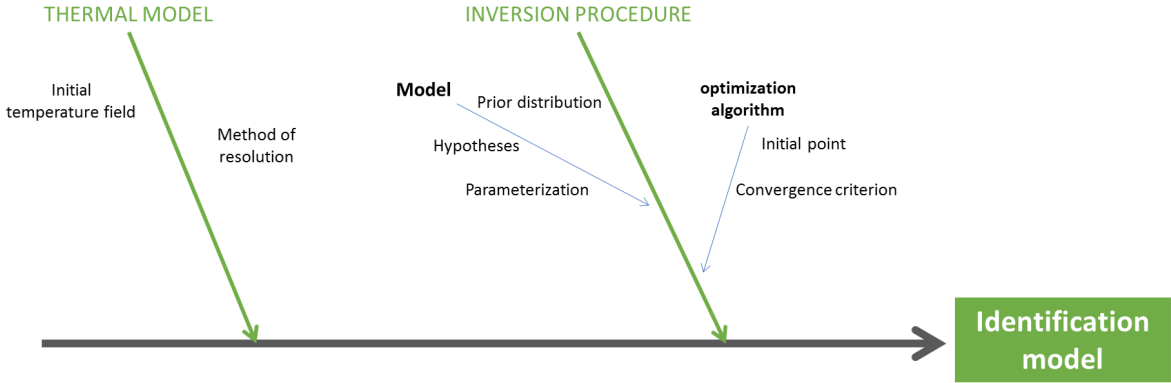 THERMAL MODEL
Initial
temperature field
Method of
resolution
INVERSION PROCEDURE
Model
Prior distribution
Hypotheses
Parameterization
optimization
algorithm
Initial point
Convergence criterion
Identification
model